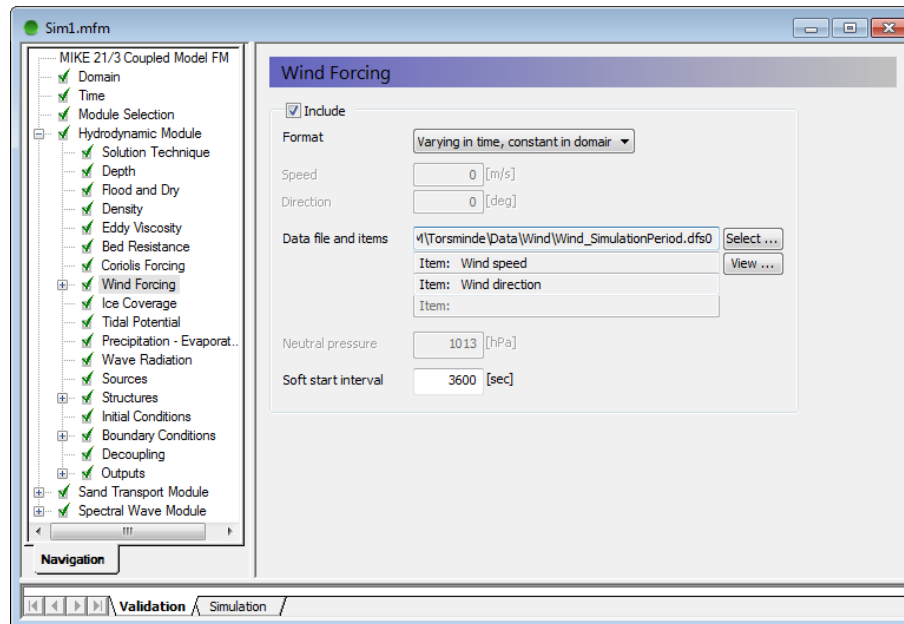 Sim1.mfm
MIKE 21/3 Coupled Model FM
Domain
Time
Module Selection
Hydrodynamic Module
Solution Technique
Depth
Flood and Dry
Density
Eddy Viscosity
Bed Resistance
Coriolis Forcing
Wind Forcing
Ice Coverage
Tidal Potential
Precipitation - Evaporat..
Wave Radiation
Sources
Structures
Initial Conditions
Boundary Conditions
Decoupling
Outputs
Sand Transport Module
Spectral Wave Module
Navigation
Wind Forcing
Include
Format Varying in time, constant in domair
Speed 0 [m/s]
Direction 0 [deg]
Data file and items \Torsminde\Data\Wind\Wind_SimulationPeriod.dfs0 Select ...
Item: Wind speed View ...
Item: Wind direction
Item:
Neutral pressure 1013 [hPa]
Soft start interval 3600 [sec]
Validation Simulation